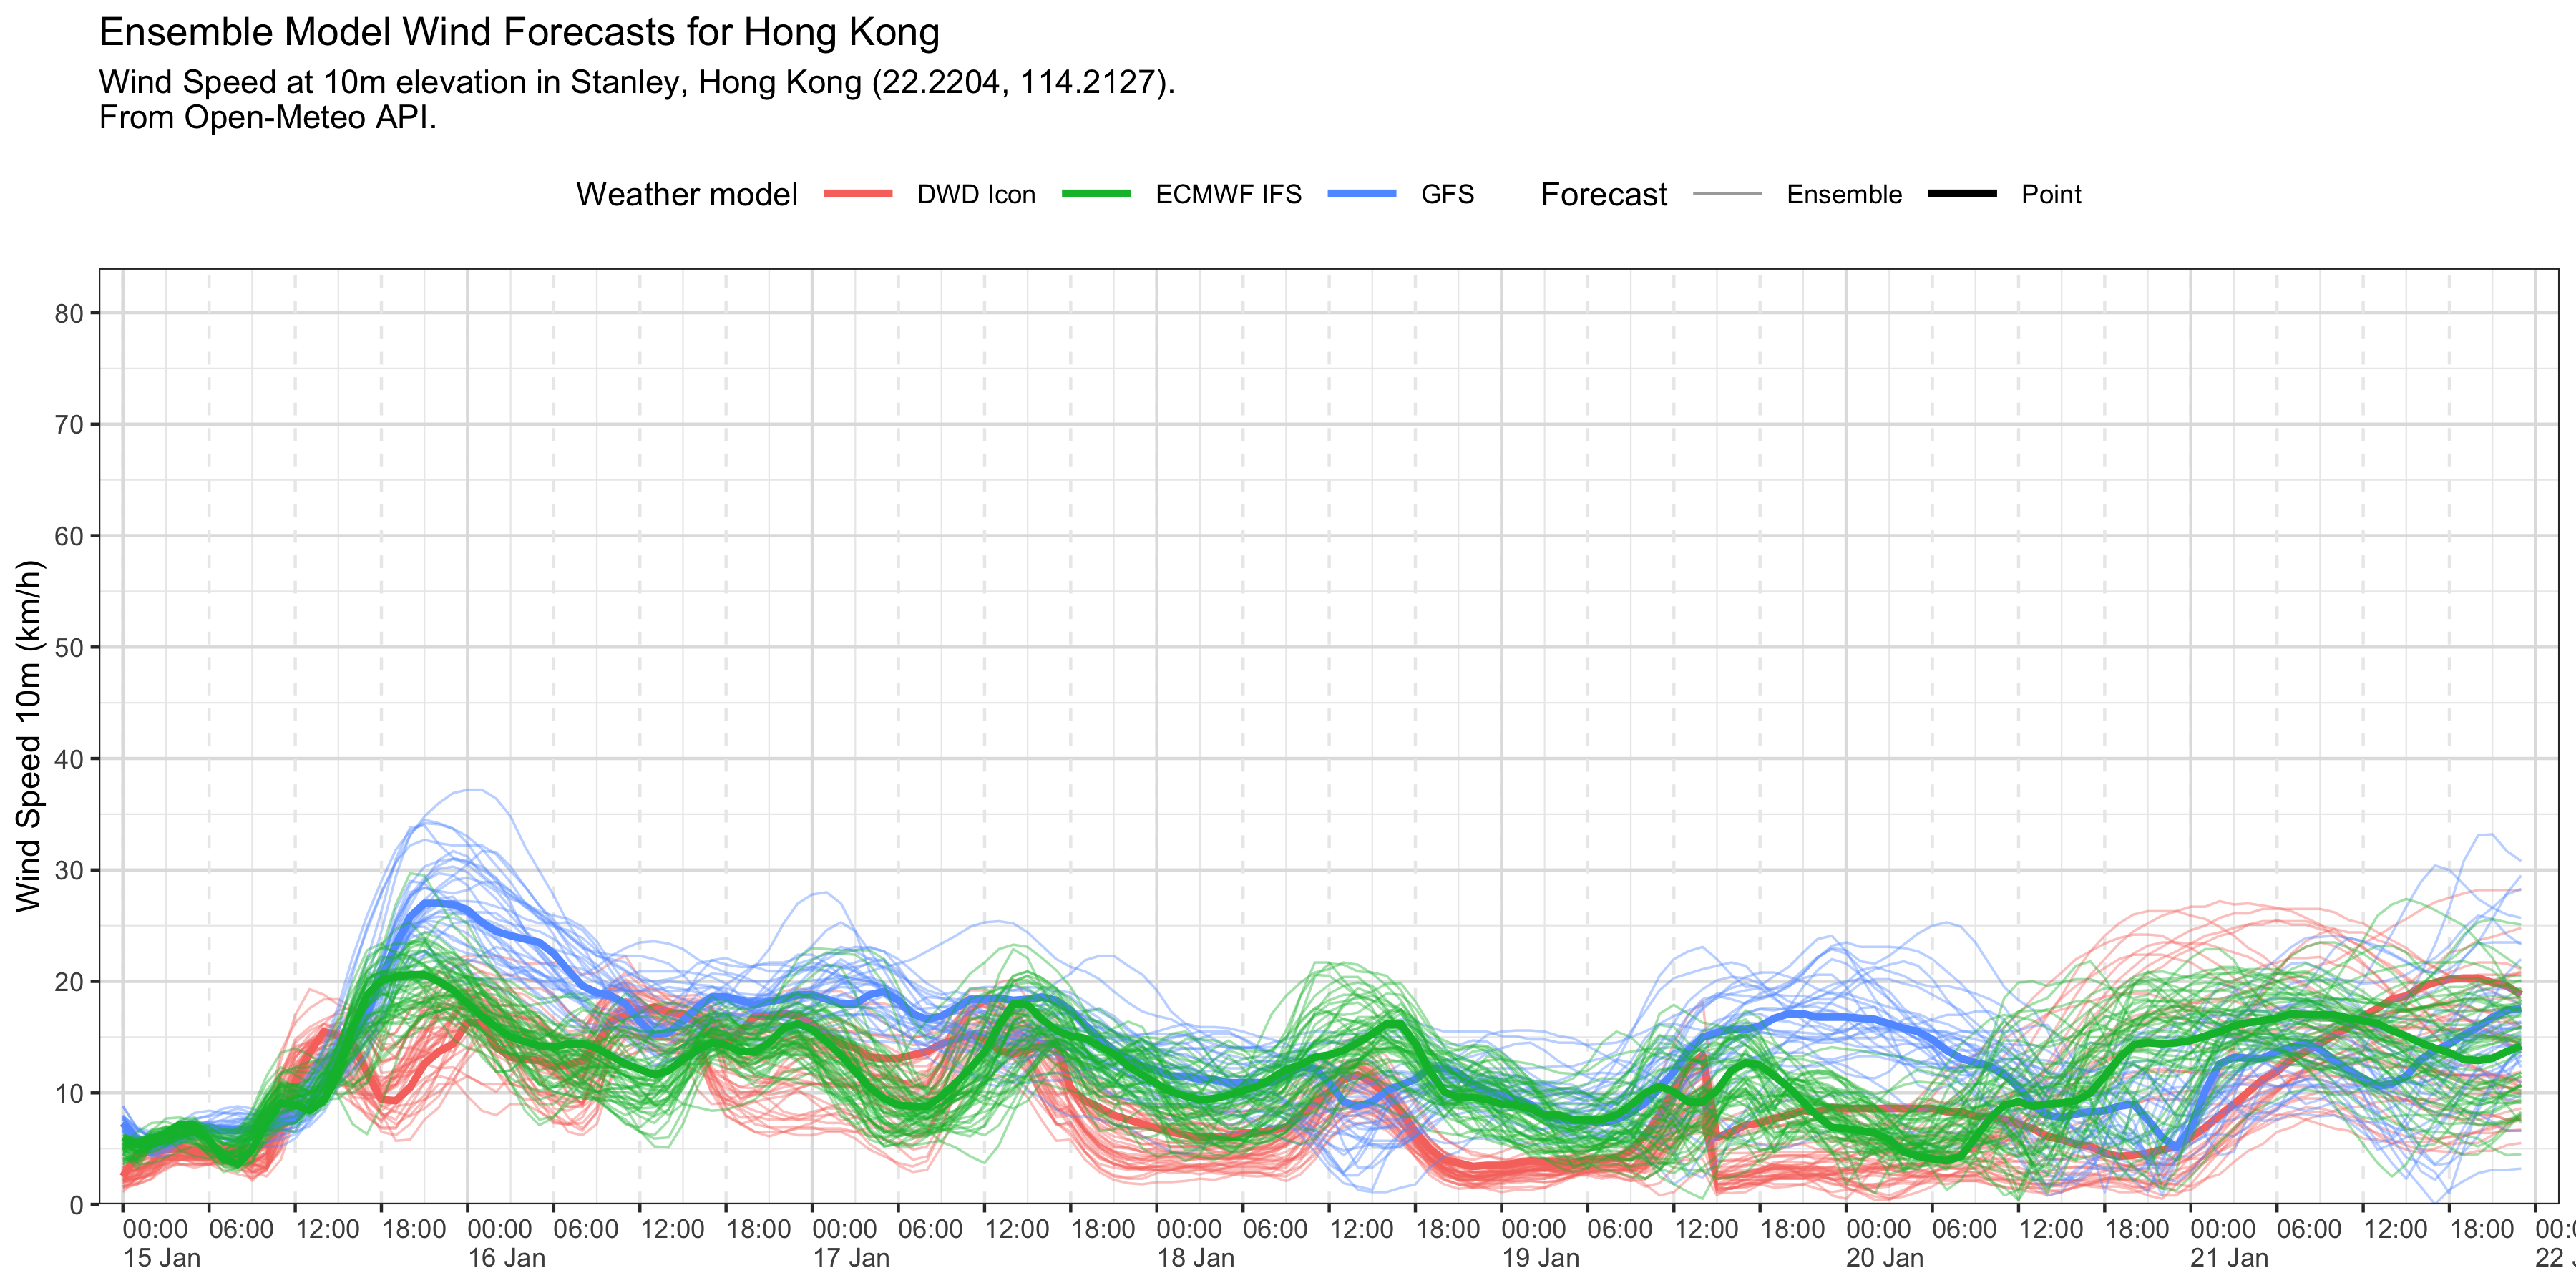 Ensemble Model Wind Forecasts for Hong Kong
Wind Speed at 10m elevation in Stanley, Hong Kong (22.2204, 114.2127).
From Open-Meteo API.
Weather model DWD Icon ECMWF IFS GFS Forecast Ensemble Point
Wind Speed 10m (km/h)
80
70
60
50
40
30
20
10
0
00:00 06:00 12:00 18:00 00:00 06:00 12:00 18:00 00:00 06:00 12:00 18:00 00:00 06:00 12:00 18:00 00:00 06:00 12:00 18:00 00:00 06:00 12:00 18:00 00:00 06:00 12:00 18:00
15 Jan 16 Jan 17 Jan 18 Jan 19 Jan 20 Jan 21 Jan 22